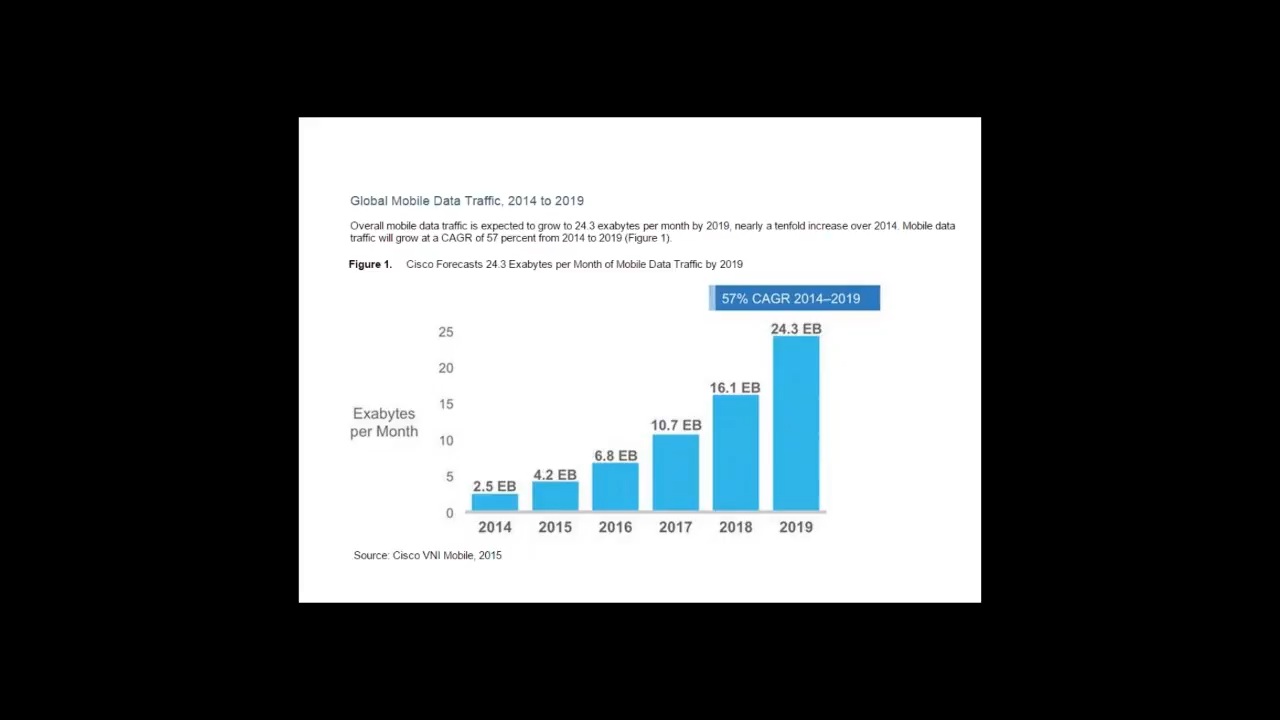 Global Mobile Data Traffic, 2014 to 2019
Overall mobile data traffic is expected to grow to 24.3 exabytes per month by 2019, nearly a tenfold increase over 2014. Mobile data
traffic will grow at a CAGR of 57 percent from 2014 to 2019 (Figure 1).
Figure 1. Cisco Forecasts 24.3 Exabytes per Month of Mobile Data Traffic by 2019
57% CAGR 2014–2019
25
24.3 EB
20
16.1 EB
15
Exabytes
per Month
10.7 EB
10
6.8 EB
5
4.2 EB
2.5 EB
0
2014 2015 2016 2017 2018 2019
Source: Cisco VNI Mobile, 2015